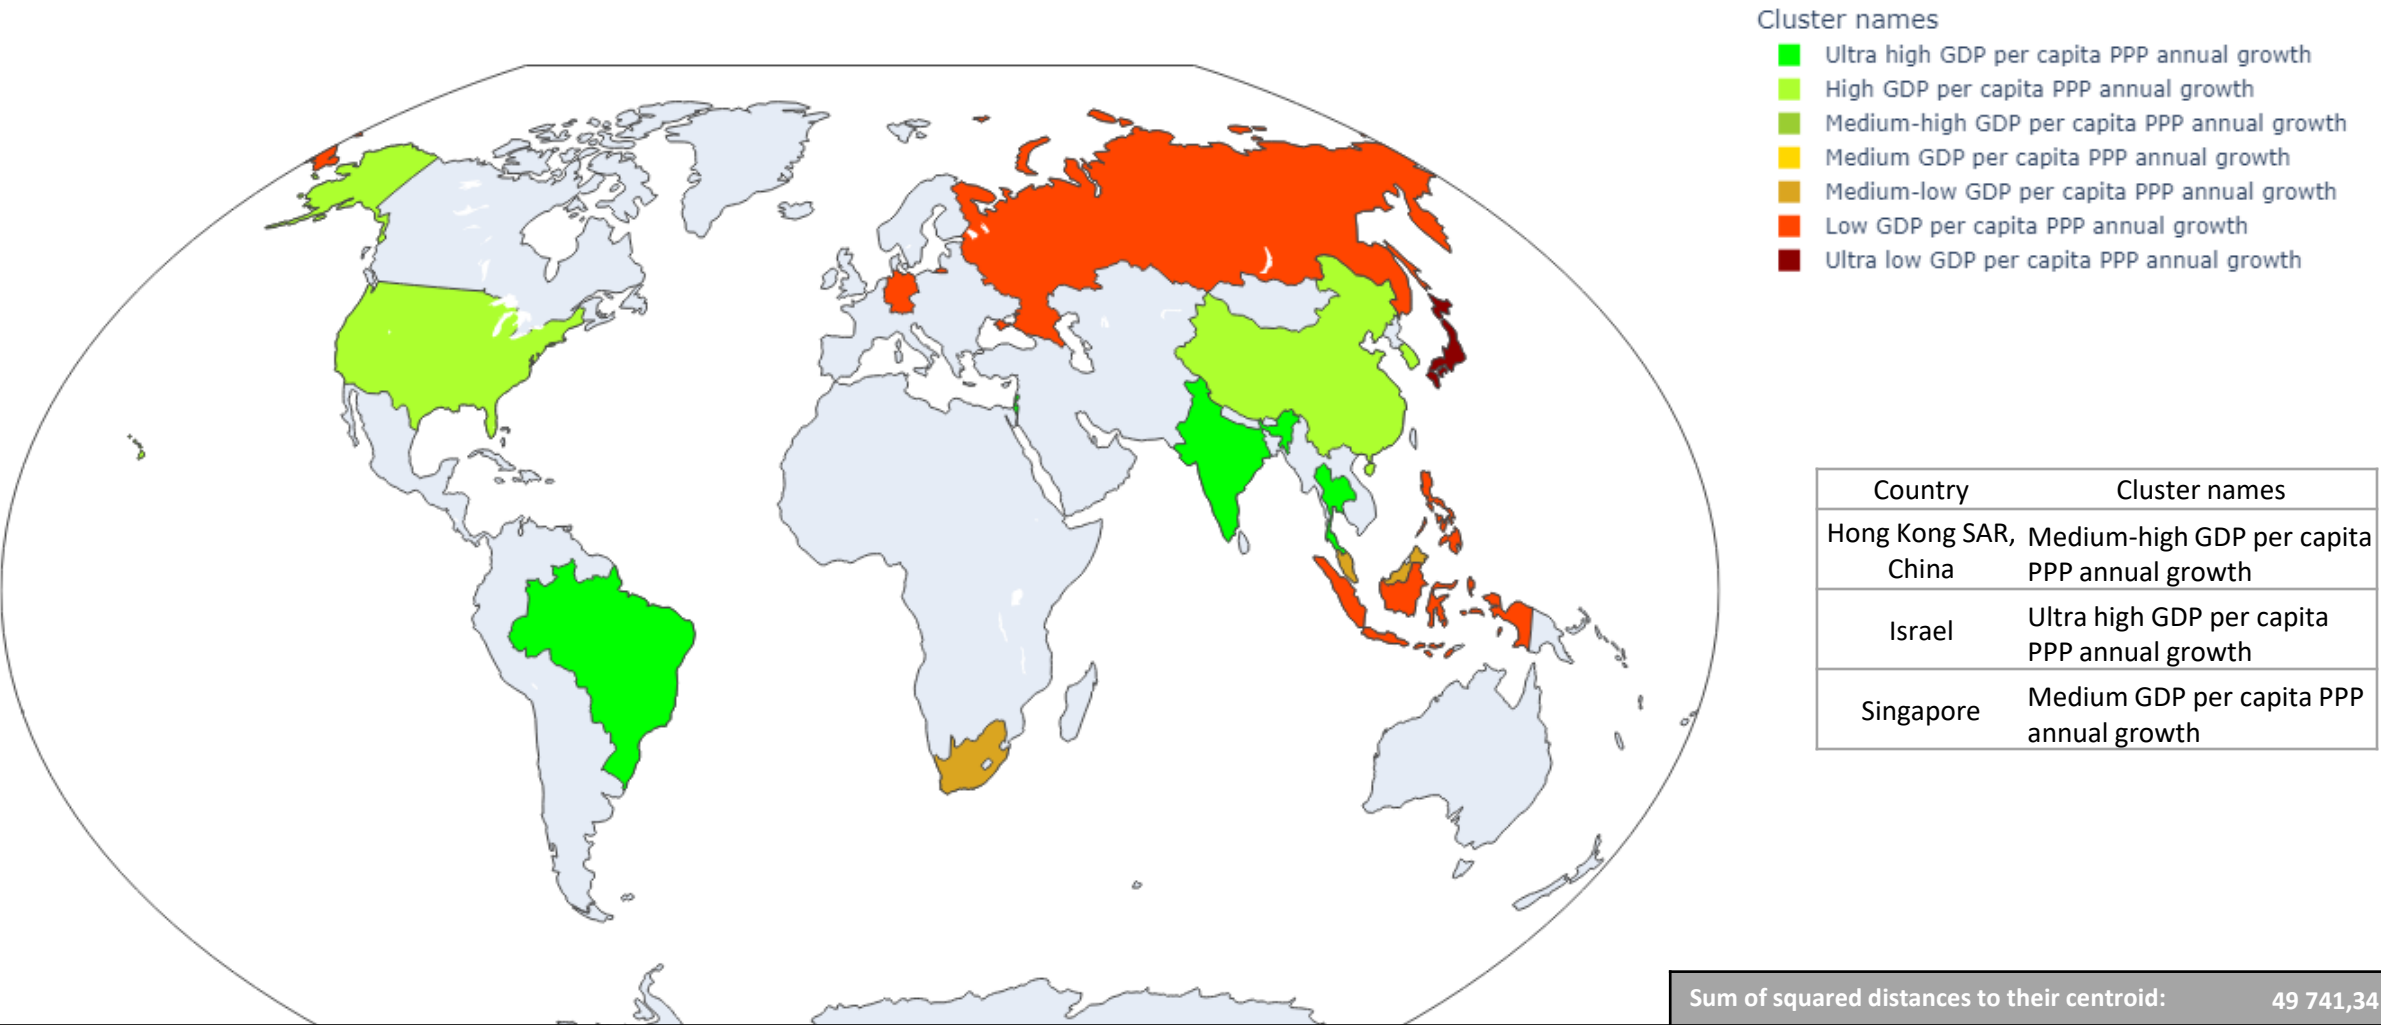 Cluster names
Ultra high GDP per capita PPP annual growth
High GDP per capita PPP annual growth
Medium-high GDP per capita PPP annual growth
Medium GDP per capita PPP annual growth
Medium-low GDP per capita PPP annual growth
Low GDP per capita PPP annual growth
Ultra low GDP per capita PPP annual growth
Country Cluster names
Hong Kong SAR, China Medium-high GDP per capita
PPP annual growth
Israel Ultra high GDP per capita
PPP annual growth
Singapore Medium GDP per capita PPP
annual growth
Sum of squared distances to their centroid: 49 741,34